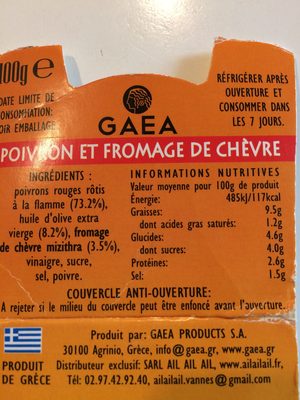 100g e
DATE LIMITE DE
CONSOMMATION:
VOIR EMBALLAGE
GAEA
RÉFRIGÉRER APRÈS
OUVERTURE ET
CONSOMMER DANS
LES 7 JOURS.
POIVRON ET FROMAGE DE CHÈVRE
INGRÉDIENTS :
poivrons rouges rôtis
à la flamme (73.2%),
huile d'olive extra
vierge (8.2%), fromage
de chèvre mizithra (3.5%),
vinaigre, sucre,
sel, poivre.
INFORMATIONS NUTRITIVES
Valeur moyenne pour 100g de produit
Énergie: 485kJ/117kcal
Graisses: 9.5g
dont acides gras saturés: 1.2g
Glucides: 4.6g
dont sucres: 4.0g
Protéines: 2.6g
Sel: 1.5g
COUVERCLE ANTI-OUVERTURE:
A rejeter si le milieu du couvercle peut être enfoncé avant l'ouverture.
PRODUIT
DE GRÈCE
Produit par: GAEA PRODUCTS S.A.
30100 Agrinio, Grèce, info@gaea.gr, www.gaea.gr
Distributeur exclusif: SARL AIL AIL AIL, www.ailailail.fr,
Tél: 02.97.42.92.40, ailailail.vannes@gmail.com